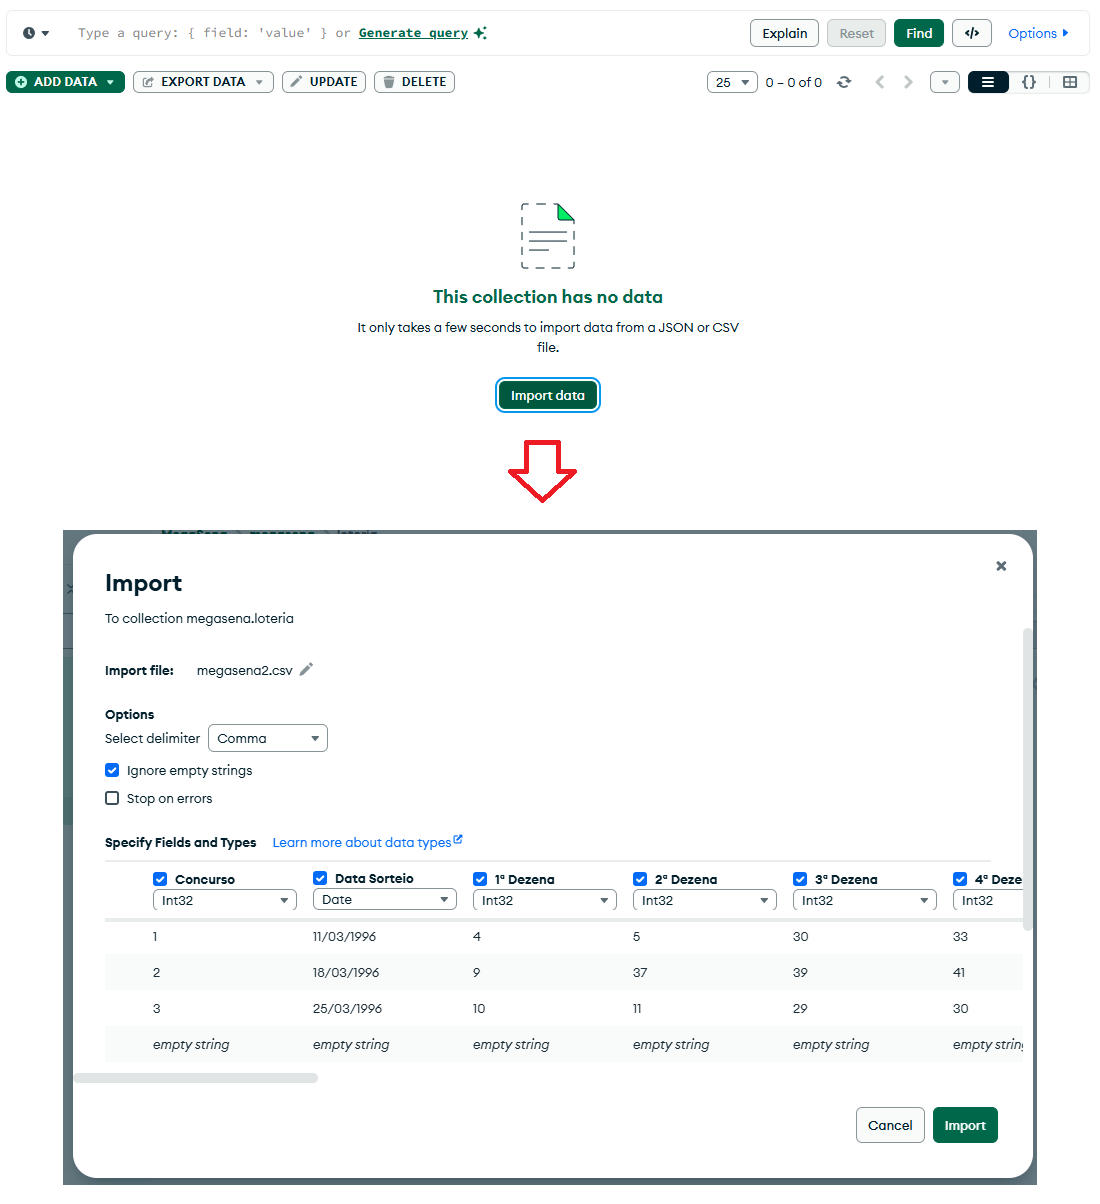 Type a query: { field: 'value' } or Generate query
Explain
Reset
Find
</>
Options
ADD DATA
EXPORT DATA
UPDATE
DELETE
25
0 – 0 of 0
{}
This collection has no data
It only takes a few seconds to import data from a JSON or CSV
file.
Import data
MegaSena > megasena > loteria
Import
To collection megasena.loteria
Import file: megasena2.csv
Options
Select delimiter Comma
Ignore empty strings
Stop on errors
Specify Fields and Types Learn more about data types
Concurso Data Sorteio 1ª Dezena 2ª Dezena 3ª Dezena 4ª Deze
Int32 Date Int32 Int32 Int32 Int32
1 11/03/1996 4 5 30 33
2 18/03/1996 9 37 39 41
3 25/03/1996 10 11 29 30
empty string empty string empty string empty string empty string empty strin
Cancel
Import